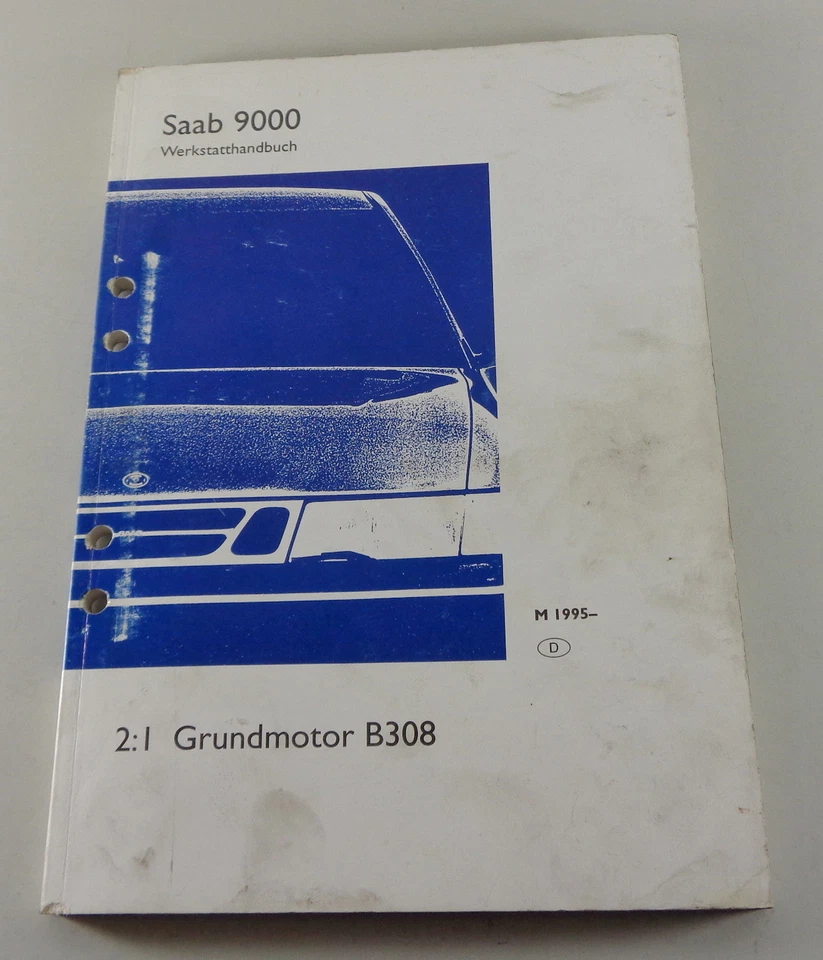 Saab 9000
Werkstatthandbuch
M 1995–
D
2:1 Grundmotor B308